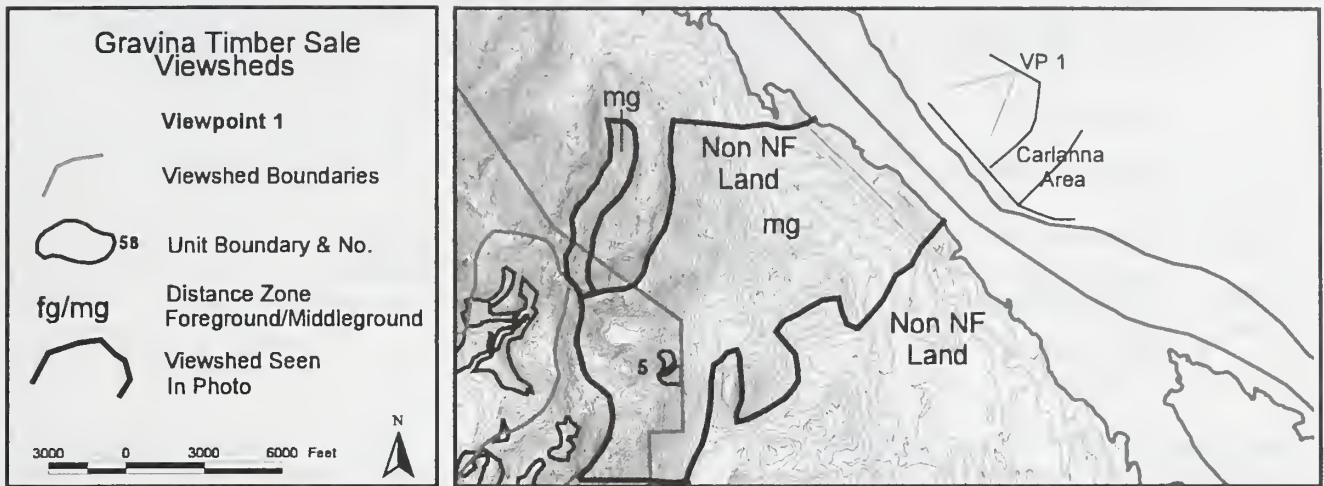 Gravina Timber Sale
Viewsheds
Viewpoint 1
Viewshed Boundaries
58
Unit Boundary & No.
fg/mg
Distance Zone
Foreground/Middleground
Viewshed Seen
In Photo
N
3000 0 3000 6000 Feet
mg
Non NF
Land
mg
VP 1
Carlanna
Area
5
Non NF
Land